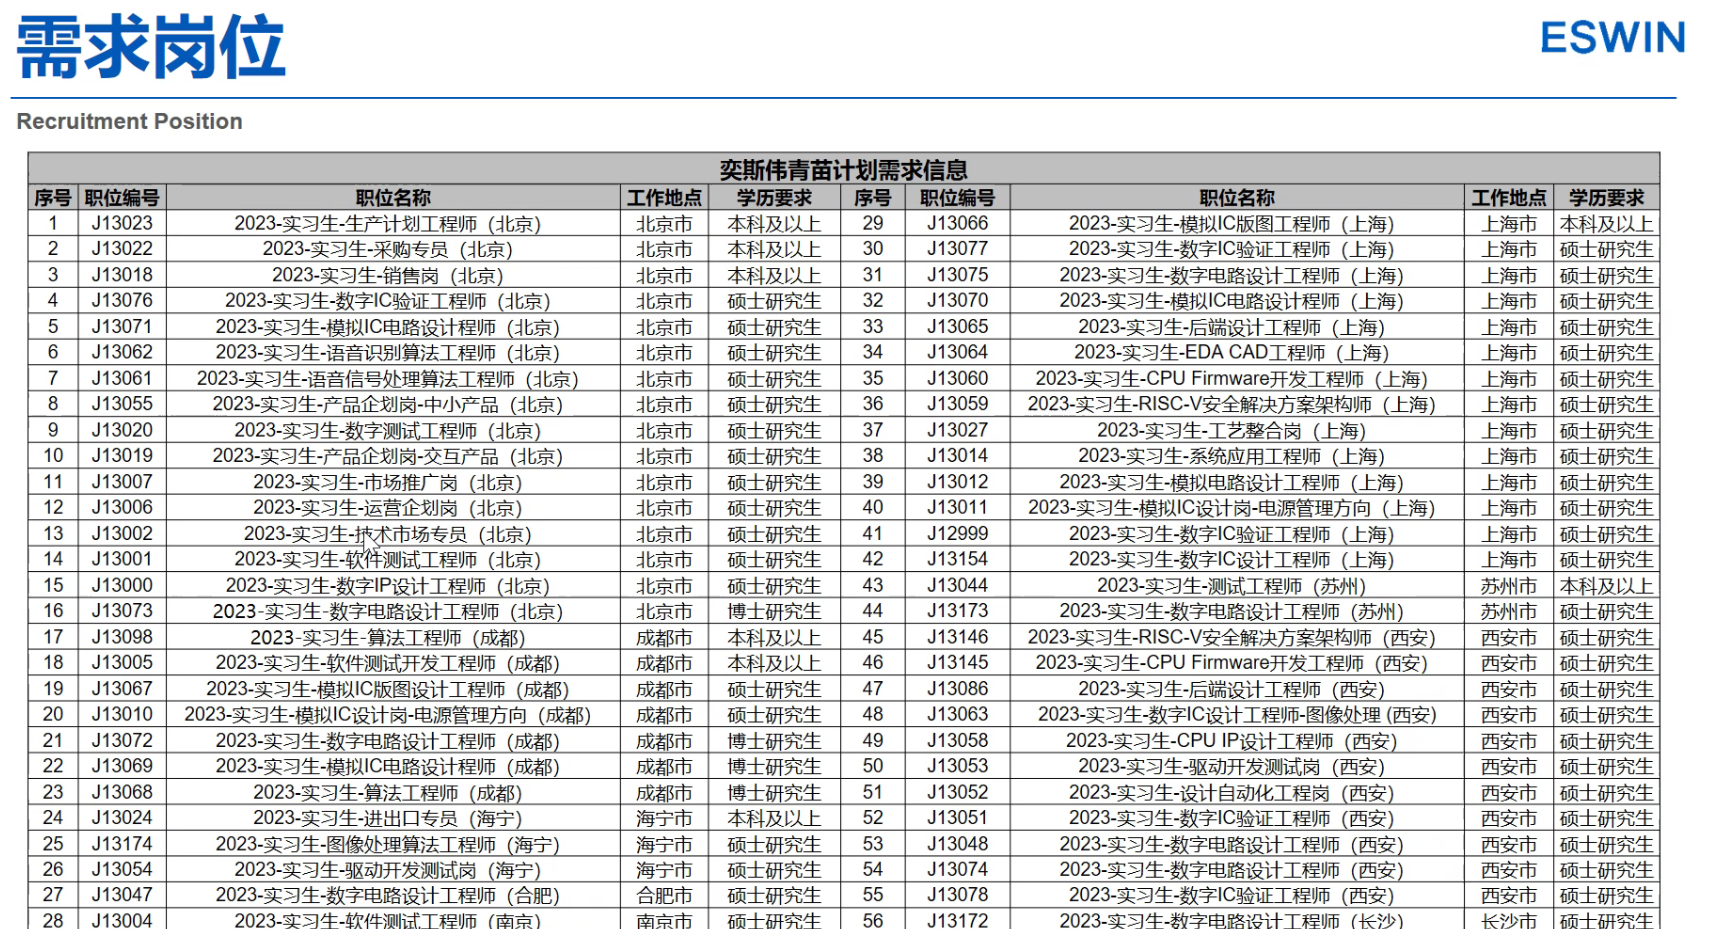 需求岗位
ESWIN
Recruitment Position
奕斯伟青苗计划需求信息
序号 职位编号 职位名称 工作地点 学历要求 序号 职位编号 职位名称 工作地点 学历要求
1 J13023 2023-实习生-生产计划工程师（北京） 北京市 本科及以上 29 J13066 2023-实习生-模拟IC版图工程师（上海） 上海市 本科及以上
2 J13022 2023-实习生-采购专员（北京） 北京市 本科及以上 30 J13077 2023-实习生-数字IC验证工程师（上海） 上海市 硕士研究生
3 J13018 2023-实习生-销售岗（北京） 北京市 本科及以上 31 J13075 2023-实习生-数字电路设计工程师（上海） 上海市 硕士研究生
4 J13076 2023-实习生-数字IC验证工程师（北京） 北京市 硕士研究生 32 J13070 2023-实习生-模拟IC电路设计程师（上海） 上海市 硕士研究生
5 J13071 2023-实习生-模拟IC电路设计程师（北京） 北京市 硕士研究生 33 J13065 2023-实习生-后端设计工程师（上海） 上海市 硕士研究生
6 J13062 2023-实习生-语音识别算法工程师（北京） 北京市 硕士研究生 34 J13064 2023-实习生-EDA CAD工程师（上海） 上海市 硕士研究生
7 J13061 2023-实习生-语音信号处理算法工程师（北京） 北京市 硕士研究生 35 J13060 2023-实习生-CPU Firmware开发工程师（上海） 上海市 硕士研究生
8 J13055 2023-实习生-产品企划岗-中小产品（北京） 北京市 硕士研究生 36 J13059 2023-实习生-RISC-V安全解决方案架构师（上海） 上海市 硕士研究生
9 J13020 2023-实习生-数字测试工程师（北京） 北京市 硕士研究生 37 J13027 2023-实习生-工艺整合岗（上海） 上海市 硕士研究生
10 J13019 2023-实习生-产品企划岗-交互产品（北京） 北京市 硕士研究生 38 J13014 2023-实习生-系统应用工程师（上海） 上海市 硕士研究生
11 J13007 2023-实习生-市场推广岗（北京） 北京市 硕士研究生 39 J13012 2023-实习生-模拟电路设计工程师（上海） 上海市 硕士研究生
12 J13006 2023-实习生-运营企划岗（北京） 北京市 硕士研究生 40 J13011 2023-实习生-模拟IC设计岗-电源管理方向（上海） 上海市 硕士研究生
13 J13002 2023-实习生-技术市场专员（北京） 北京市 硕士研究生 41 J12999 2023-实习生-数字IC验证工程师（上海） 上海市 硕士研究生
14 J13001 2023-实习生-软件测试工程师（北京） 北京市 硕士研究生 42 J13154 2023-实习生-数字IC设计工程师（上海） 上海市 硕士研究生
15 J13000 2023-实习生-数字IP设计工程师（北京） 北京市 硕士研究生 43 J13044 2023-实习生-测试工程师（苏州） 苏州市 本科及以上
16 J13073 2023-实习生-数字电路设计工程师（北京） 北京市 博士研究生 44 J13173 2023-实习生-数字电路设计工程师（苏州） 苏州市 硕士研究生
17 J13098 2023-实习生-算法工程师（成都） 成都市 本科及以上 45 J13146 2023-实习生-RISC-V安全解决方案架构师（西安） 西安市 硕士研究生
18 J13005 2023-实习生-软件测试开发工程师（成都） 成都市 本科及以上 46 J13145 2023-实习生-CPU Firmware开发工程师（西安） 西安市 硕士研究生
19 J13067 2023-实习生-模拟IC版图设计工程师（成都） 成都市 硕士研究生 47 J13086 2023-实习生-后端设计工程师（西安） 西安市 硕士研究生
20 J13010 2023-实习生-模拟IC设计岗-电源管理方向（成都） 成都市 硕士研究生 48 J13063 2023-实习生-数字IC设计工程师-图像处理 (西安） 西安市 硕士研究生
21 J13072 2023-实习生-数字电路设计工程师（成都） 成都市 博士研究生 49 J13058 2023-实习生-CPU IP设计工程师（西安） 西安市 硕士研究生
22 J13069 2023-实习生-模拟IC电路设计工程师（成都） 成都市 博士研究生 50 J13053 2023-实习生-驱动开发测试岗（西安） 西安市 硕士研究生
23 J13068 2023-实习生-算法工程师（成都） 成都市 博士研究生 51 J13052 2023-实习生-设计自动化工程岗（西安） 西安市 硕士研究生
24 J13024 2023-实习生-进出口专员（海宁） 海宁市 本科及以上 52 J13051 2023-实习生-数字IC验证工程师（西安） 西安市 硕士研究生
25 J13174 2023-实习生-图像处理算法工程师（海宁） 海宁市 硕士研究生 53 J13048 2023-实习生-数字电路设计工程师（西安） 西安市 硕士研究生
26 J13054 2023-实习生-驱动开发测试岗（海宁） 海宁市 硕士研究生 54 J13074 2023-实习生-数字电路设计工程师（西安） 西安市 硕士研究生
27 J13047 2023-实习生-数字电路设计工程师（合肥） 合肥市 硕士研究生 55 J13078 2023-实习生-数字IC验证工程师（西安） 西安市 硕士研究生
28 J13004 2023-实习生-软件测试工程师（南京） 南京市 硕士研究生 56 J13172 2023-实习生-数字电路设计工程师（长沙） 长沙市 硕士研究生